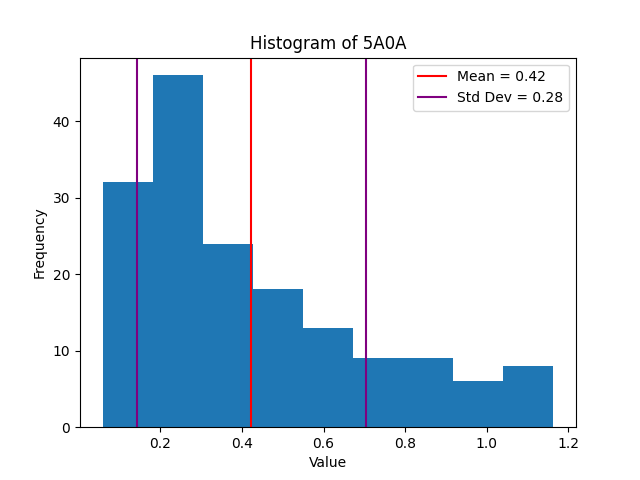 Histogram of 5A0A
Mean = 0.42
Std Dev = 0.28
Frequency
40
30
20
10
0
0.2 0.4 0.6 0.8 1.0 1.2
Value